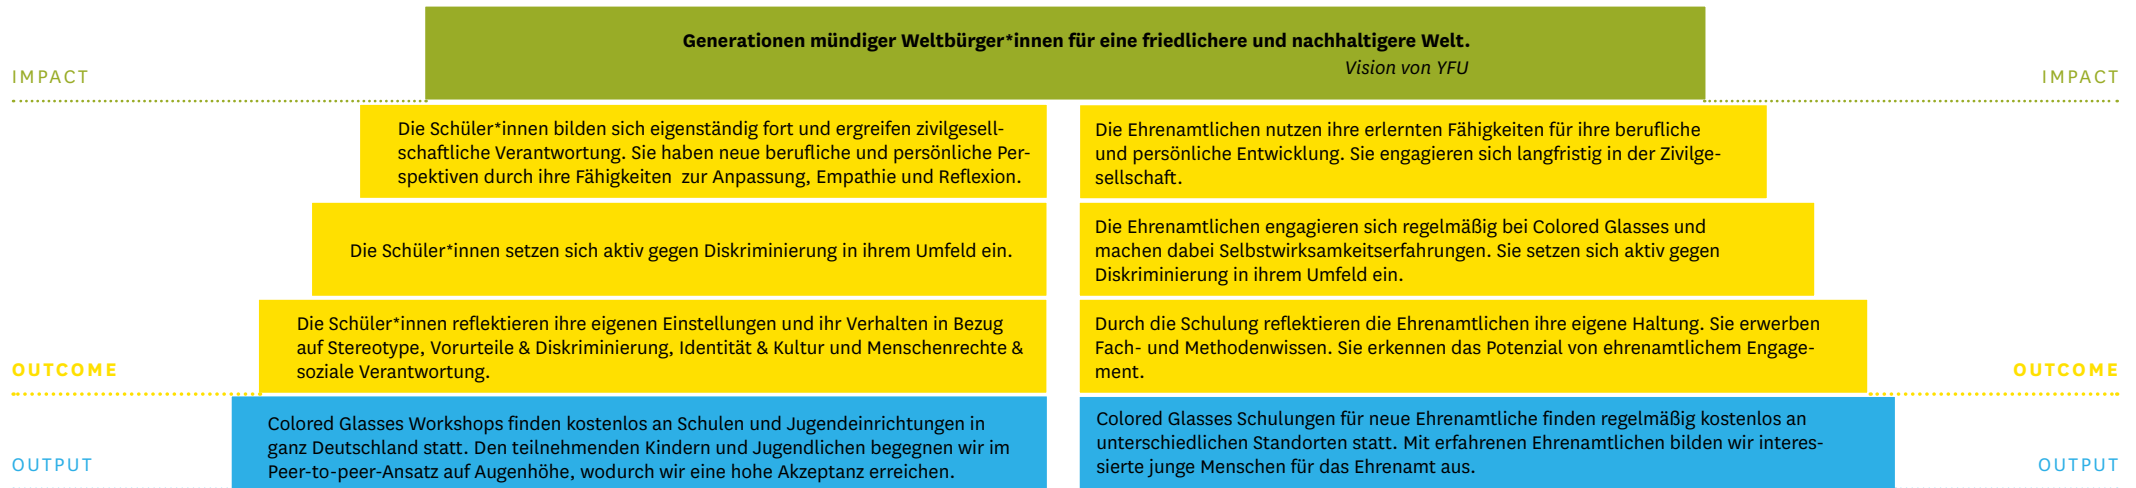 Generationen mündiger Weltbürger*innen für eine friedlichere und nachhaltigere Welt.
Vision von YFU
IMPACT
IMPACT
Die Schüler*innen bilden sich eigenständig fort und ergreifen zivilgesell-
schaftliche Verantwortung. Sie haben neue berufliche und persönliche Per-
spektiven durch ihre Fähigkeiten zur Anpassung, Empathie und Reflexion.
Die Ehrenamtlichen nutzen ihre erlernten Fähigkeiten für ihre berufliche
und persönliche Entwicklung. Sie engagieren sich langfristig in der Zivilge-
sellschaft.
Die Schüler*innen setzen sich aktiv gegen Diskriminierung in ihrem Umfeld ein.
Die Ehrenamtlichen engagieren sich regelmäßig bei Colored Glasses und
machen dabei Selbstwirksamkeitserfahrungen. Sie setzen sich aktiv gegen
Diskriminierung in ihrem Umfeld ein.
Die Schüler*innen reflektieren ihre eigenen Einstellungen und ihr Verhalten in Bezug
auf Stereotype, Vorurteile & Diskriminierung, Identität & Kultur und Menschenrechte &
soziale Verantwortung.
Durch die Schulung reflektieren die Ehrenamtlichen ihre eigene Haltung. Sie erwerben
Fach- und Methodenwissen. Sie erkennen das Potenzial von ehrenamtlichem Engage-
ment.
OUTCOME
OUTCOME
Colored Glasses Workshops finden kostenlos an Schulen und Jugendeinrichtungen in
ganz Deutschland statt. Den teilnehmenden Kindern und Jugendlichen begegnen wir im
Peer-to-peer-Ansatz auf Augenhöhe, wodurch wir eine hohe Akzeptanz erreichen.
Colored Glasses Schulungen für neue Ehrenamtliche finden regelmäßig kostenlos an
unterschiedlichen Standorten statt. Mit erfahrenen Ehrenamtlichen bilden wir interes-
sierte junge Menschen für das Ehrenamt aus.
OUTPUT
OUTPUT